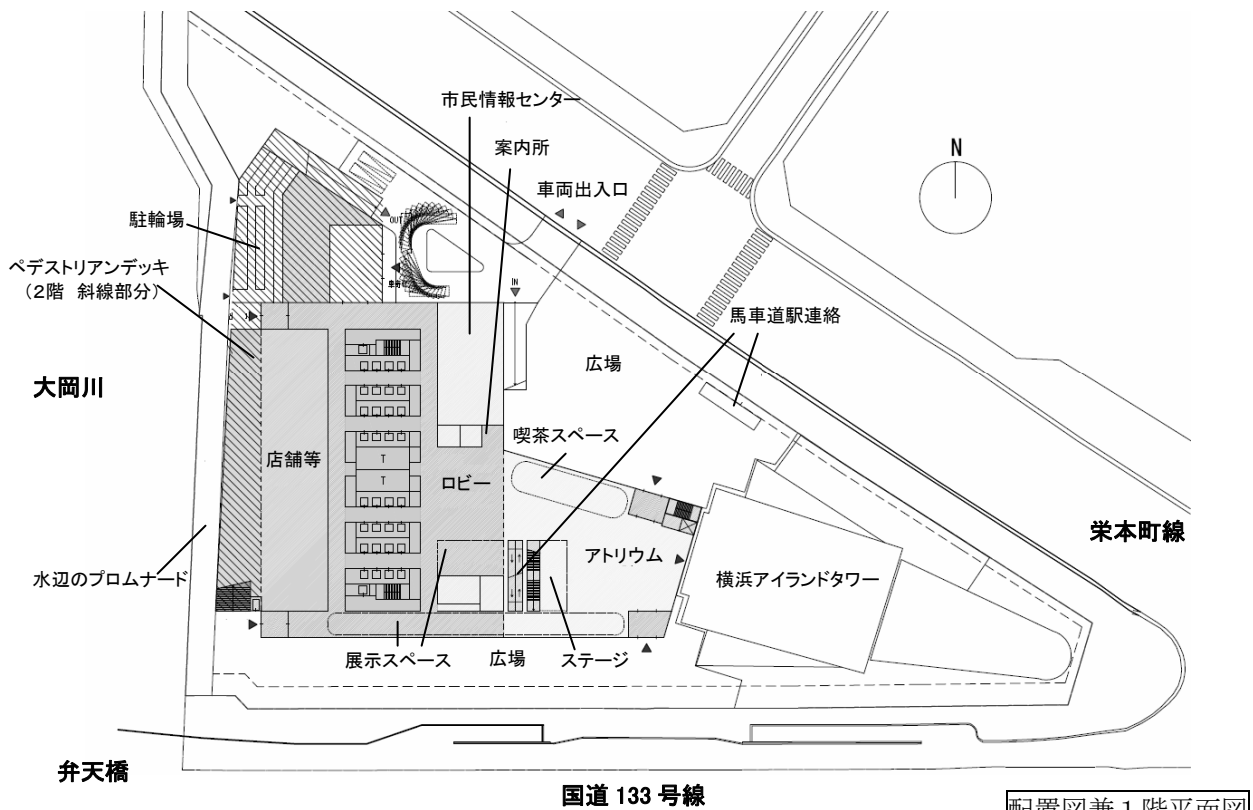 市民情報センター
案内所
車両出入口
N
駐輪場
OUT
ペデストリアンデッキ
(2階 斜線部分)
IN
馬車道駅連絡
大岡川
広場
喫茶スペース
店舗等
T
T
ロビー
アトリウム
栄本町線
水辺のプロムナード
横浜アイランドタワー
展示スペース
広場
ステージ
弁天橋
国道 133 号線
配置図兼1階平面図